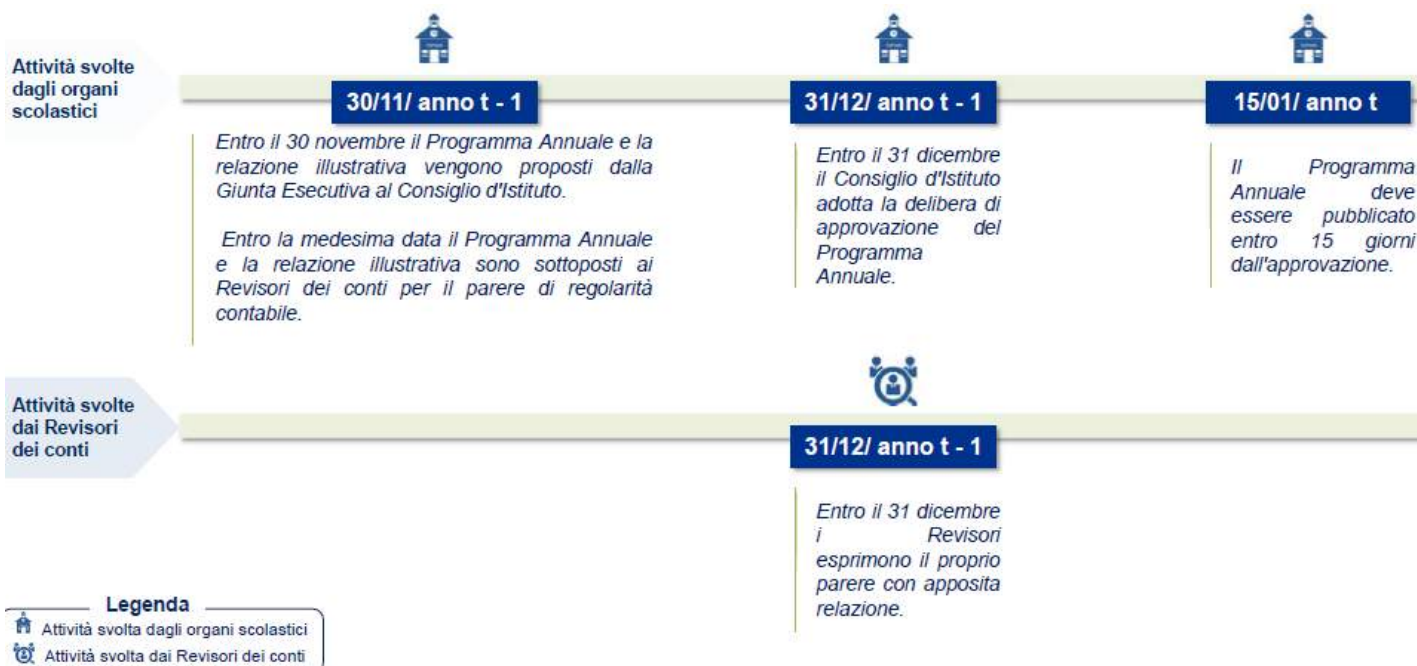 Attività svolte
dagli organi
scolastici
30/11/ anno t - 1
Entro il 30 novembre il Programma Annuale e la
relazione illustrativa vengono proposti dalla
Giunta Esecutiva al Consiglio d'Istituto.
Entro la medesima data il Programma Annuale
e la relazione illustrativa sono sottoposti ai
Revisori dei conti per il parere di regolarità
contabile.
31/12/ anno t - 1
Entro il 31 dicembre
il Consiglio d'Istituto
adotta la delibera di
approvazione del
Programma
Annuale.
15/01/ anno t
Il Programma
Annuale deve
essere pubblicato
entro 15 giorni
dall'approvazione.
Attività svolte
dai Revisori
dei conti
31/12/ anno t - 1
Entro il 31 dicembre
i Revisori
esprimono il proprio
parere con apposita
relazione.
Legenda
Attività svolta dagli organi scolastici
Attività svolta dai Revisori dei conti